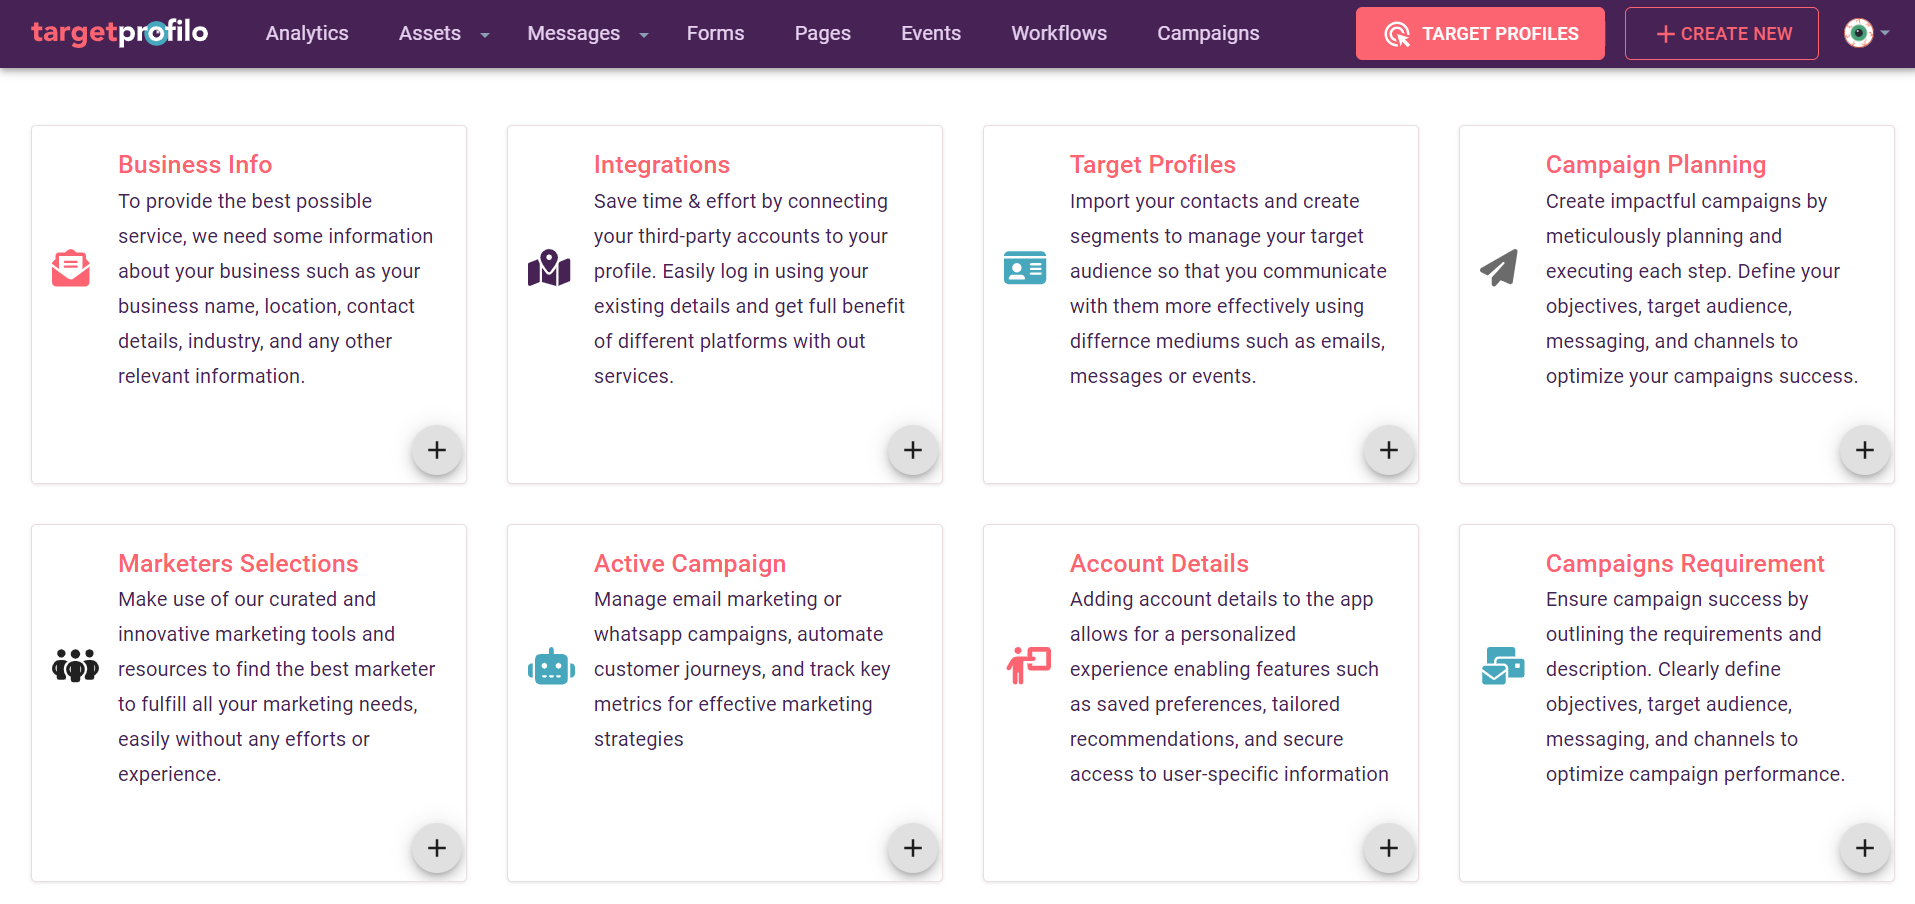 targetprofilo Analytics Assets Messages Forms Pages Events Workflows Campaigns TARGET PROFILES + CREATE NEW
Business Info
To provide the best possible
service, we need some information
about your business such as your
business name, location, contact
details, industry, and any other
relevant information.
+
Integrations
Save time & effort by connecting
your third-party accounts to your
profile. Easily log in using your
existing details and get full benefit
of different platforms with out
services.
+
Target Profiles
Import your contacts and create
segments to manage your target
audience so that you communicate
with them more effectively using
differnce mediums such as emails,
messages or events.
+
Campaign Planning
Create impactful campaigns by
meticulously planning and
executing each step. Define your
objectives, target audience,
messaging, and channels to
optimize your campaigns success.
+
Marketers Selections
Make use of our curated and
innovative marketing tools and
resources to find the best marketer
to fulfill all your marketing needs,
easily without any efforts or
experience.
+
Active Campaign
Manage email marketing or
whatsapp campaigns, automate
customer journeys, and track key
metrics for effective marketing
strategies
+
Account Details
Adding account details to the app
allows for a personalized
experience enabling features such
as saved preferences, tailored
recommendations, and secure
access to user-specific information
+
Campaigns Requirement
Ensure campaign success by
outlining the requirements and
description. Clearly define
objectives, target audience,
messaging, and channels to
optimize campaign performance.
+